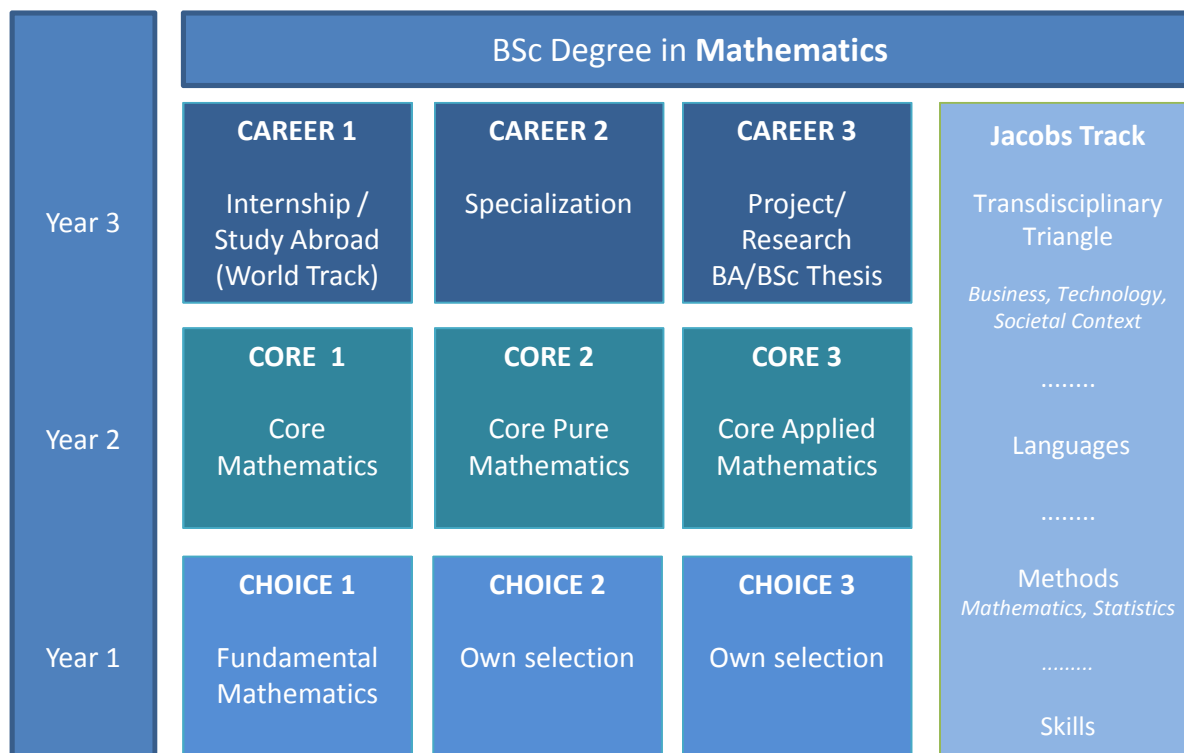 BSc Degree in Mathematics
Year 3
CAREER 1
Internship /
Study Abroad
(World Track)
CAREER 2
Specialization
CAREER 3
Project/
Research
BA/BSc Thesis
Year 2
CORE 1
Core
Mathematics
CORE 2
Core Pure
Mathematics
CORE 3
Core Applied
Mathematics
Year 1
CHOICE 1
Fundamental
Mathematics
CHOICE 2
Own selection
CHOICE 3
Own selection
Jacobs Track
Transdisciplinary
Triangle
Business, Technology,
Societal Context
........
Languages
........
Methods
Mathematics, Statistics
.........
Skills